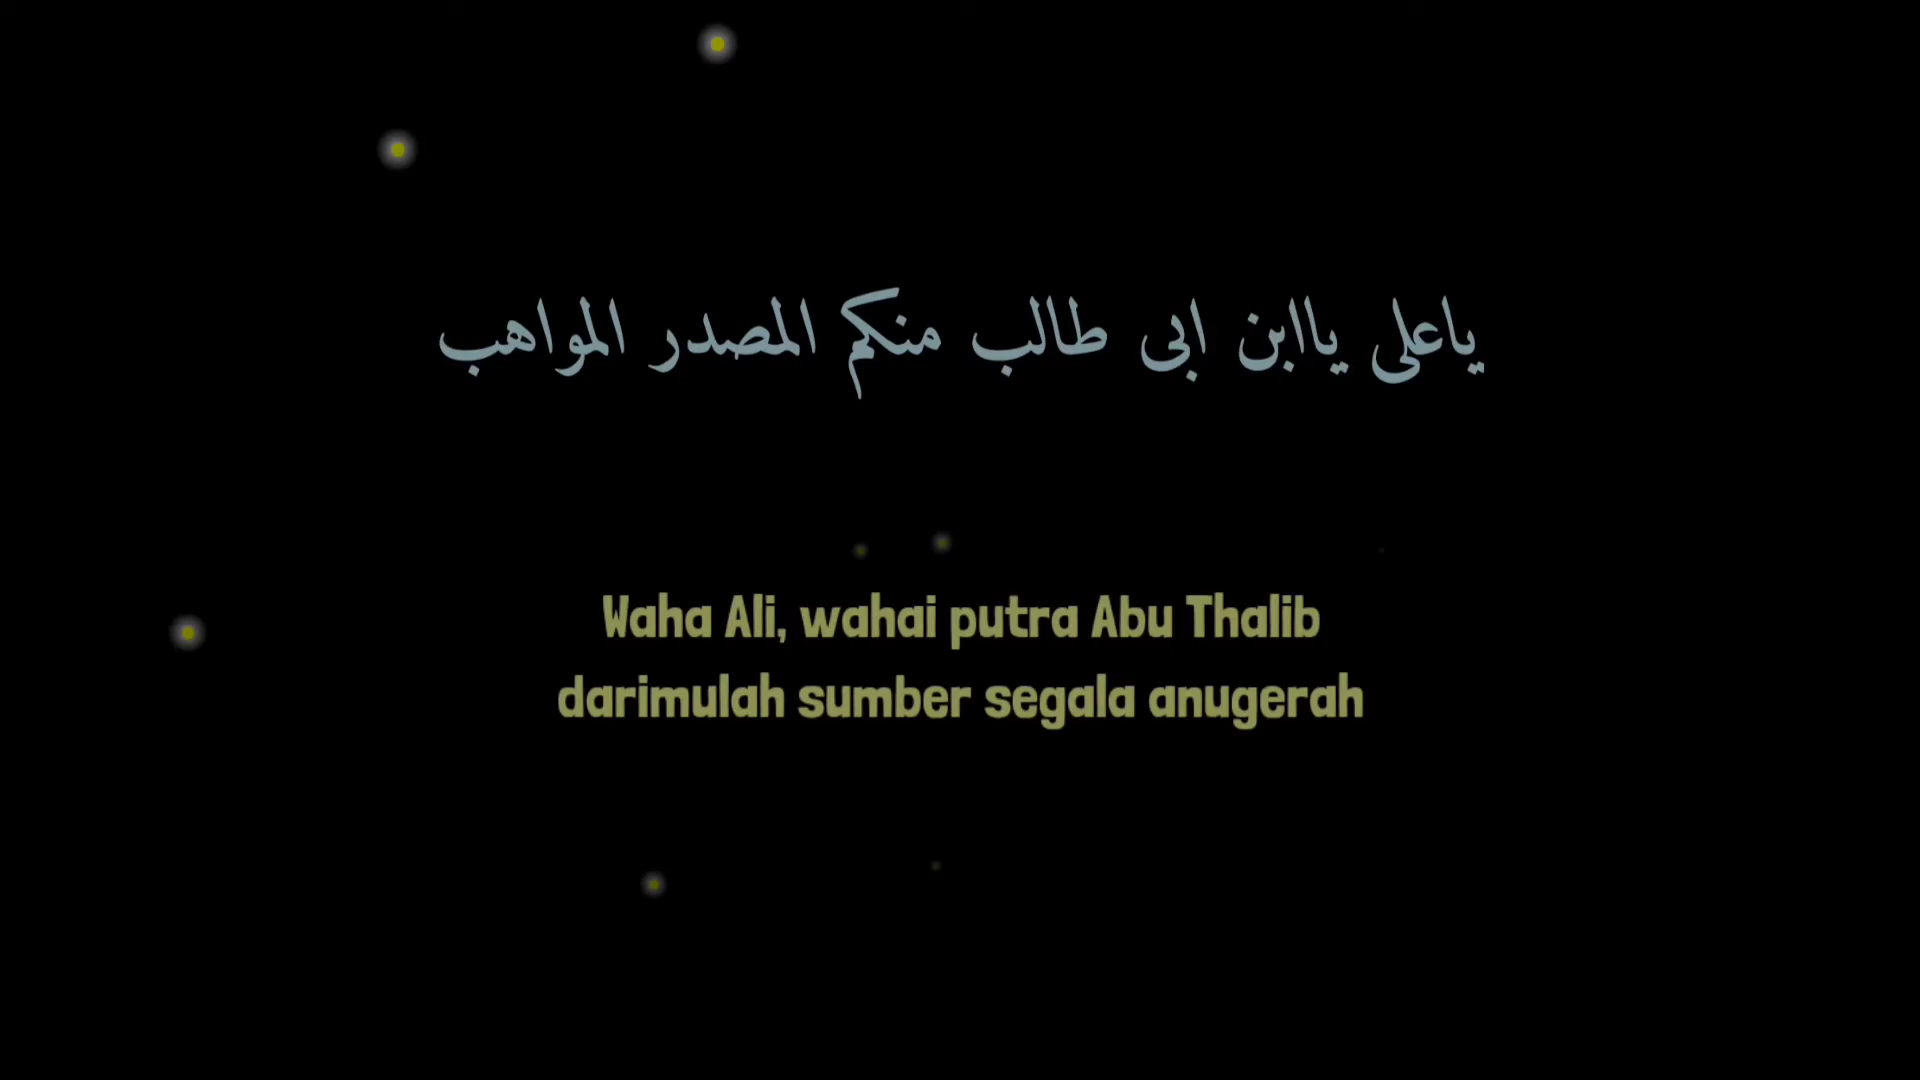 ياعلى ياابن ابى طالب منكم المصدر المواهب
Waha Ali, wahai putra Abu Thalib
darimulah sumber segala anugerah